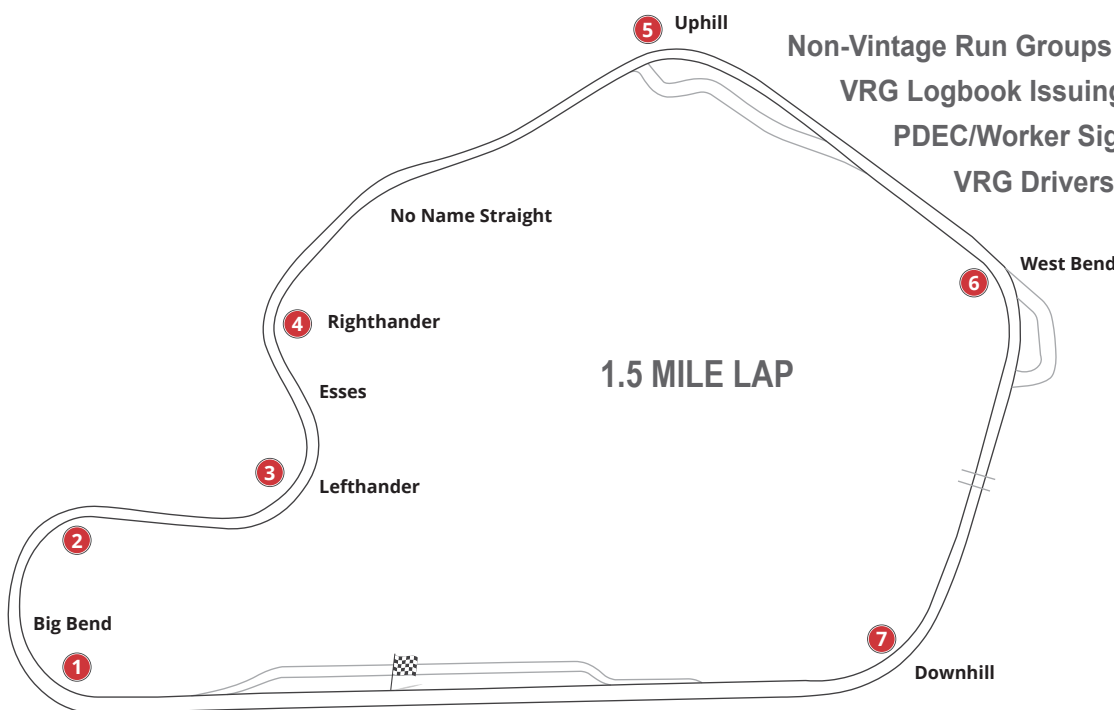 5 Uphill
Non-Vintage Run Groups
VRG Logbook Issuing
PDEC/Worker Sig
VRG Drivers
No Name Straight
West Bend
6
4 Righthander
1.5 MILE LAP
Esses
3
Lefthander
2
Big Bend
1
7
Downhill